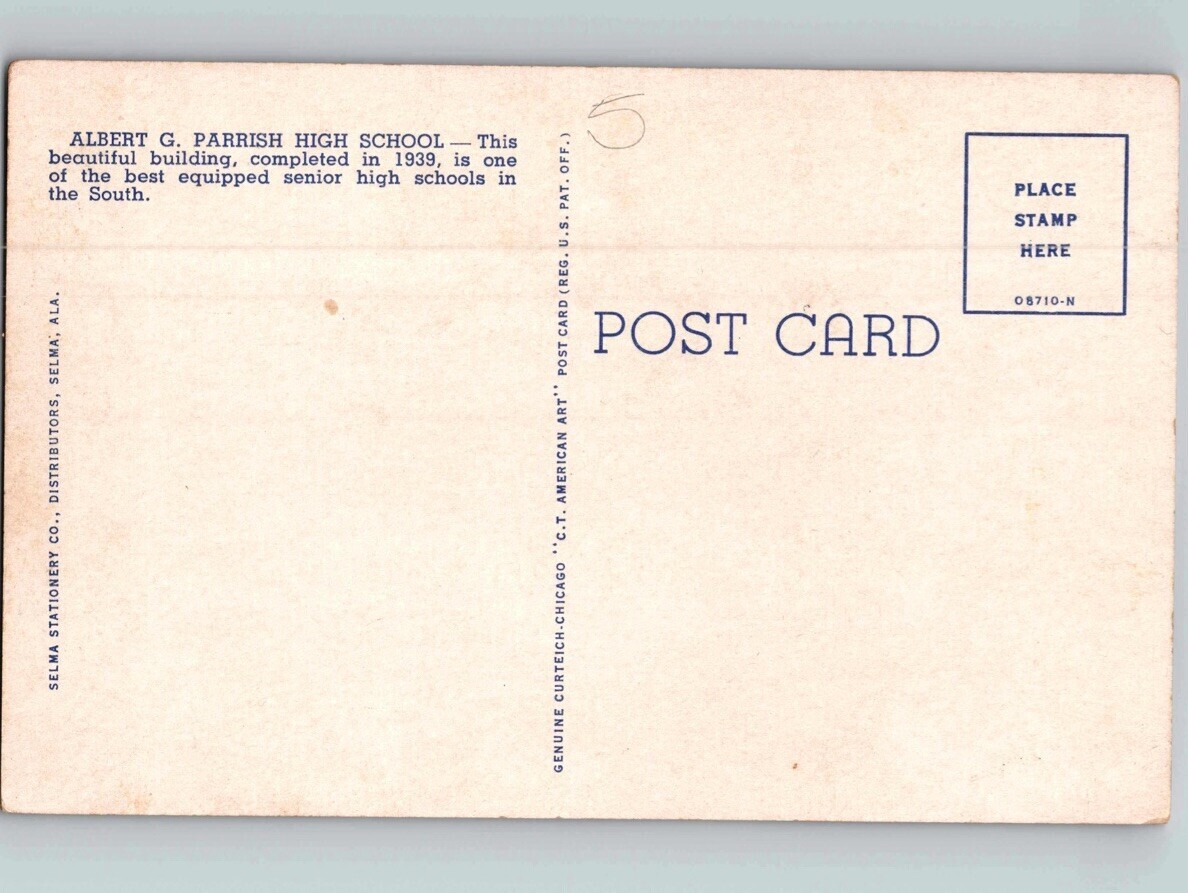 ALBERT G. PARRISH HIGH SCHOOL — This
beautiful building, completed in 1939, is one
of the best equipped senior high schools in
the South.
SELMA STATIONERY CO., DISTRIBUTORS, SELMA, ALA.
GENUINE CURTEICH-CHICAGO "C.T. AMERICAN ART" POST CARD (REG. U.S. PAT. OFF.)
5
PLACE
STAMP
HERE
08710-N
POST CARD